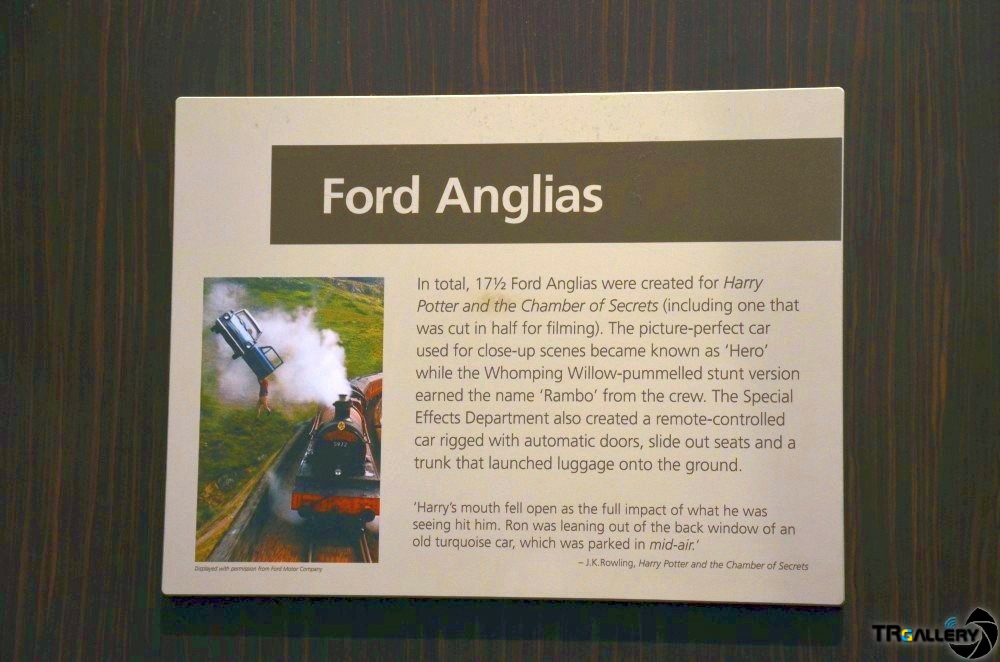 Ford Anglias
In total, 17½ Ford Anglias were created for Harry
Potter and the Chamber of Secrets (including one that
was cut in half for filming). The picture-perfect car
used for close-up scenes became known as ‘Hero’
while the Whomping Willow-pummelled stunt version
earned the name ‘Rambo’ from the crew. The Special
Effects Department also created a remote-controlled
car rigged with automatic doors, slide out seats and a
trunk that launched luggage onto the ground.
‘Harry’s mouth fell open as the full impact of what he was
seeing hit him. Ron was leaning out of the back window of an
old turquoise car, which was parked in mid-air.’
– J.K.Rowling, Harry Potter and the Chamber of Secrets
5972
Displayed with permission from Ford Motor Company
TRGALLERY